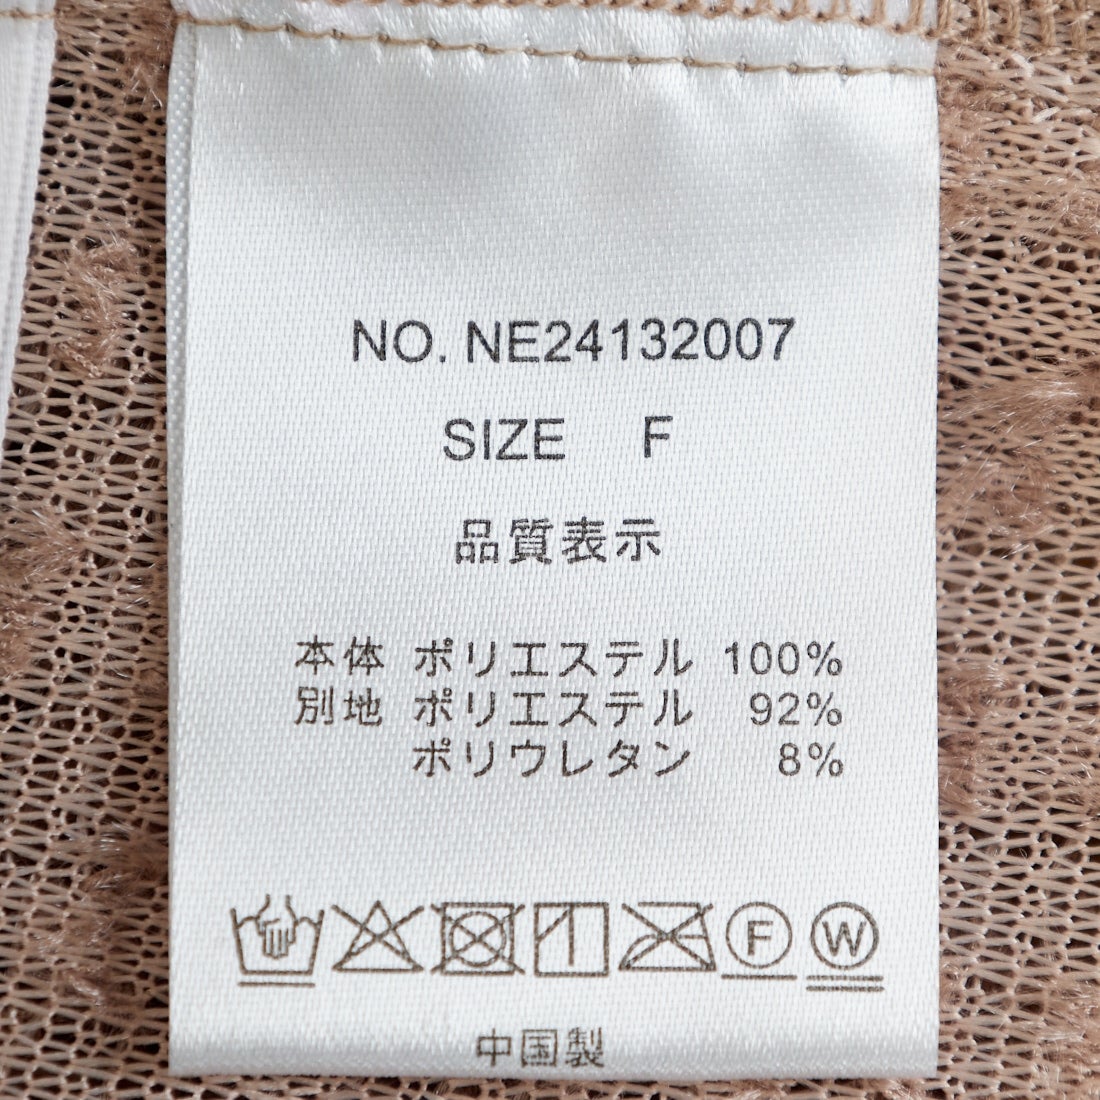 NO. NE24132007
SIZE F
品質表示
本体 ポリエステル 100%
別地 ポリエステル 92%
ポリウレタン 8%
F W
中国製